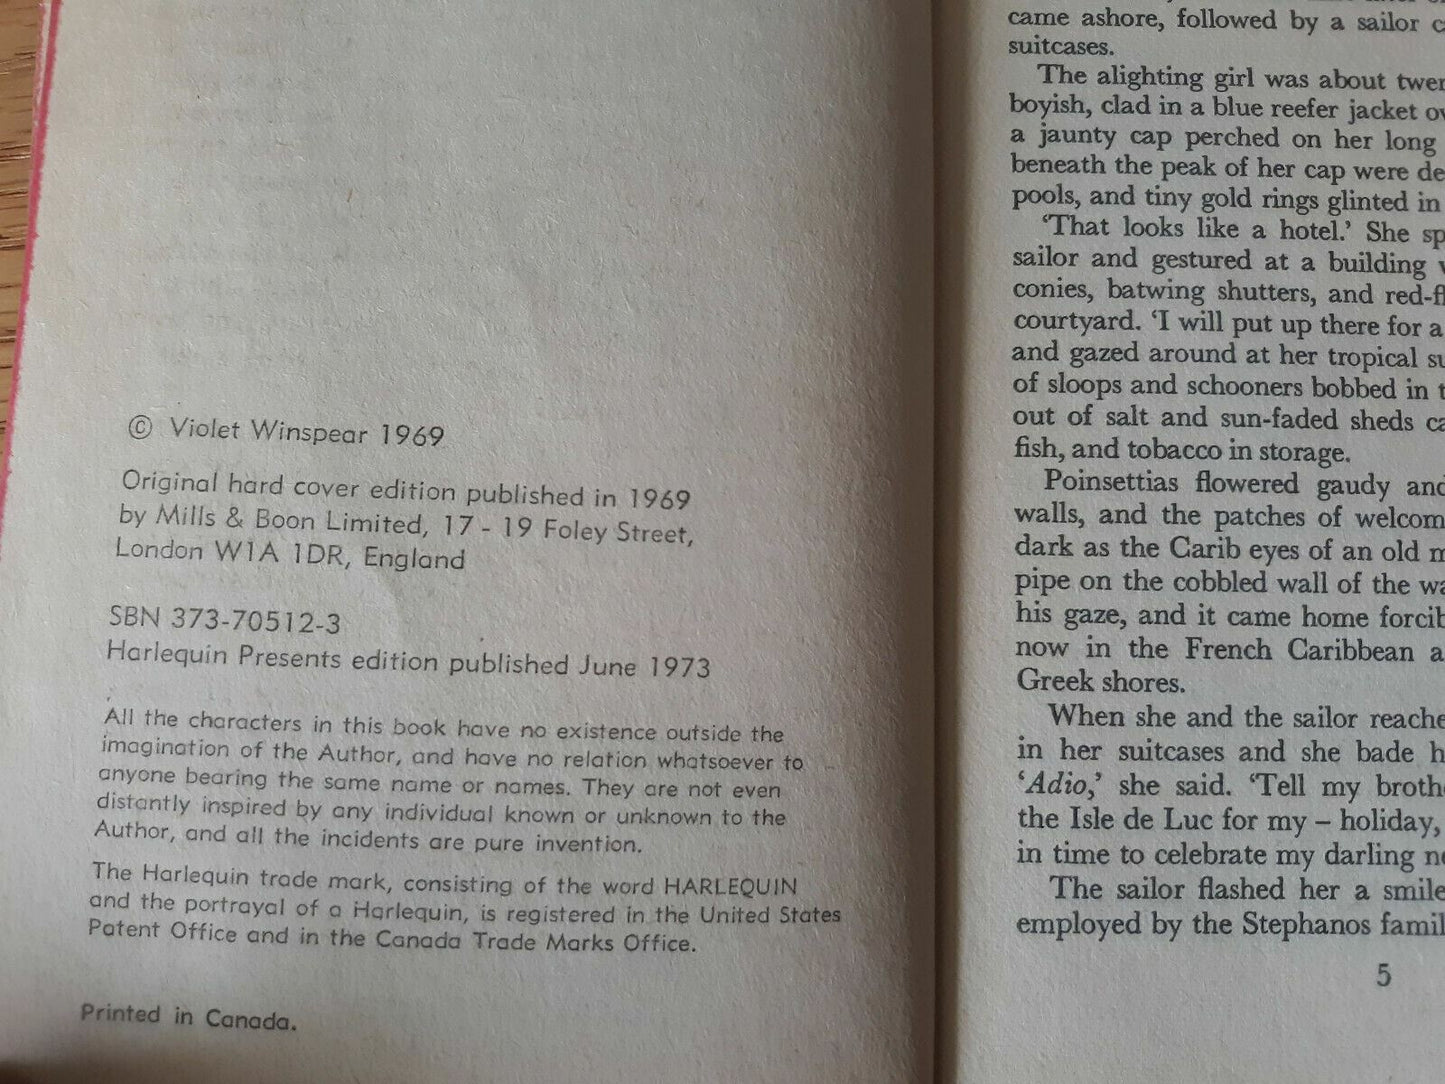 © Violet Winspear 1969
Original hard cover edition published in 1969
by Mills & Boon Limited, 17 - 19 Foley Street,
London W1A 1DR, England
SBN 373-70512-3
Harlequin Presents edition published June 1973
All the characters in this book have no existence outside the
imagination of the Author, and have no relation whatsoever to
anyone bearing the same name or names. They are not even
distantly inspired by any individual known or unknown to the
Author, and all the incidents are pure invention.
The Harlequin trade mark, consisting of the word HARLEQUIN
and the portrayal of a Harlequin, is registered in the United States
Patent Office and in the Canada Trade Marks Office.
Printed in Canada.
came ashore, followed by a sailor
suitcases.
The alighting girl was about
boyish, clad in a blue reefer jacket
a jaunty cap perched on her long
beneath the peak of her cap were
pools, and tiny gold rings glinted in
‘That looks like a hotel.’ She
sailor and gestured at a building
conies, batwing shutters, and
courtyard. ‘I will put up there for a
and gazed around at her tropical
of sloops and schooners bobbed in
out of salt and sun-faded sheds
fish, and tobacco in storage.
Poinsettias flowered gaudy and
walls, and the patches of
dark as the Carib eyes of an old
pipe on the cobbled wall of the
his gaze, and it came home
now in the French Caribbean
Greek shores.
When she and the sailor
in her suitcases and she bade
‘Adio,’ she said. ‘Tell my
the Isle de Luc for my – holiday,
in time to celebrate my darling
The sailor flashed her a smile
employed by the Stephanos
5